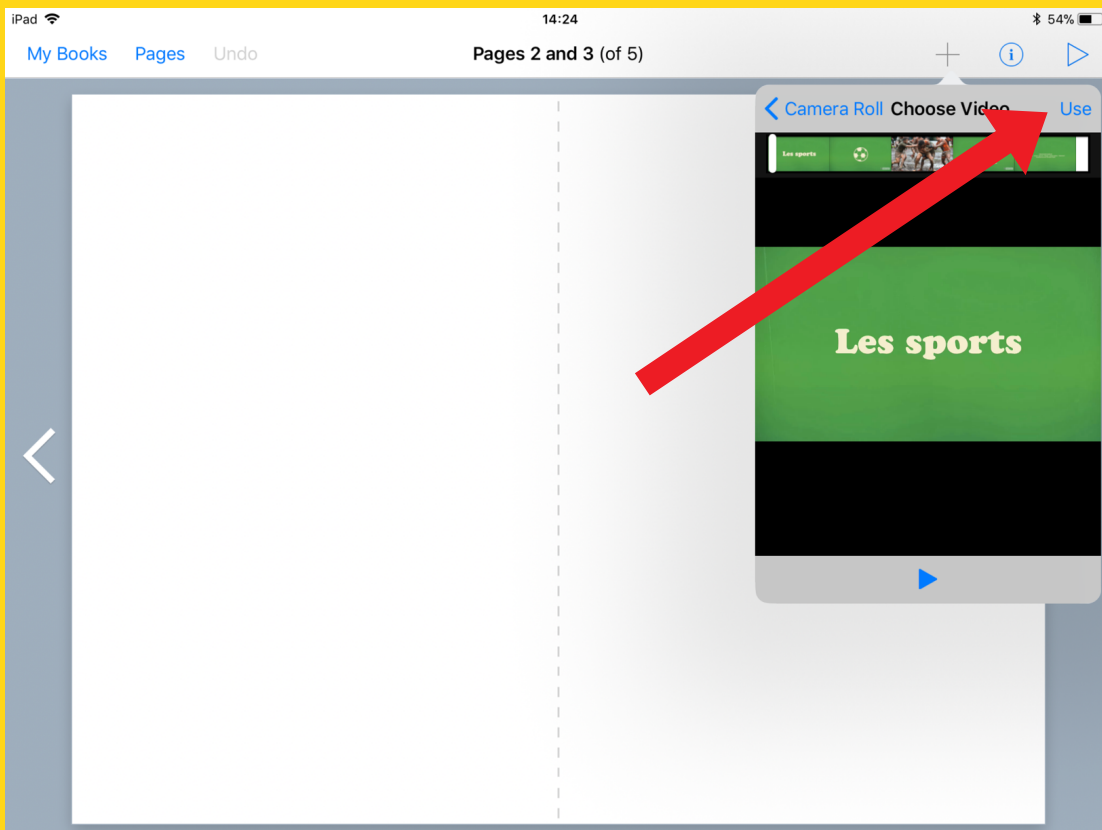 iPad 14:24 54%
My Books Pages Undo Pages 2 and 3 (of 5)
Camera Roll Choose Video Use
Les sports
Les sports